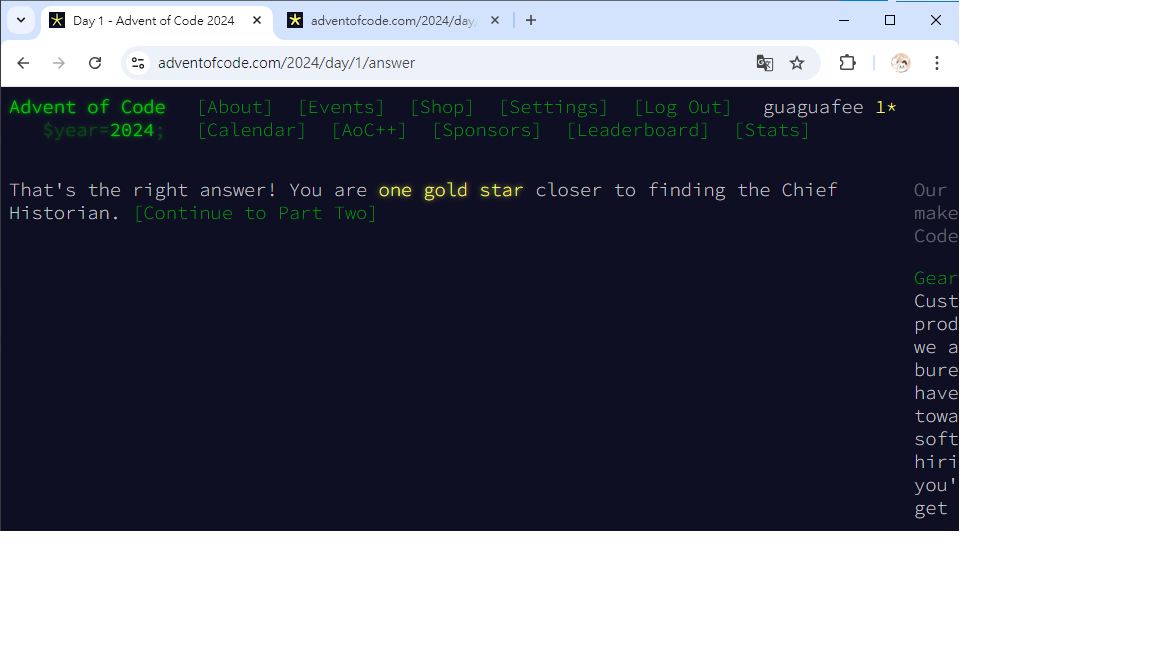 Day 1 - Advent of Code 2024
adventofcode.com/2024/day
adventofcode.com/2024/day/1/answer
Advent of Code [About] [Events] [Shop] [Settings] [Log Out] guaguafee 1*
$year=2024; [Calendar] [AoC++] [Sponsors] [Leaderboard] [Stats]
That's the right answer! You are one gold star closer to finding the Chief
Historian. [Continue to Part Two]
Our
make
Code
Gear
Cust
prod
we a
bure
have
towa
soft
hiri
you'
get